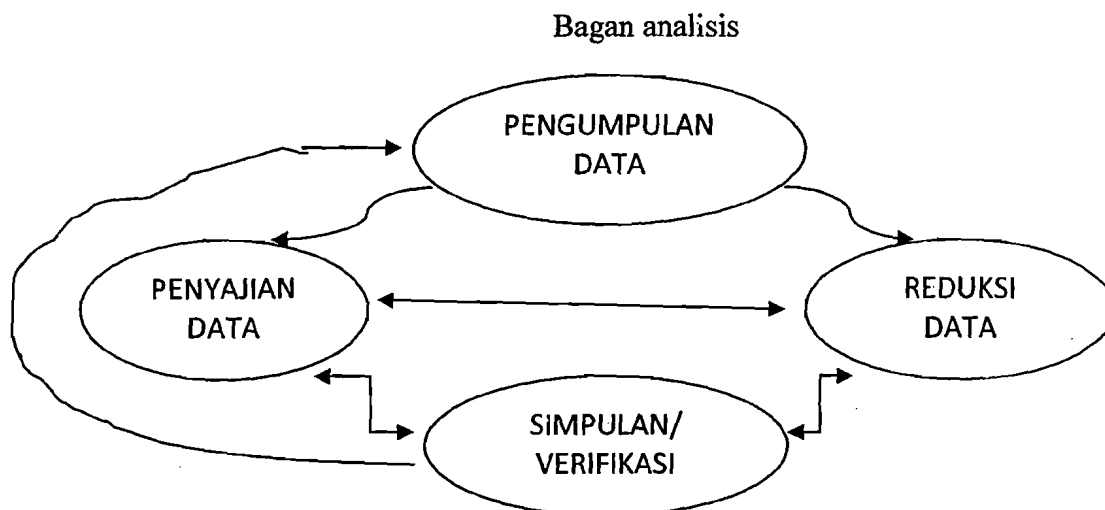 Bagan analisis
PENGUMPULAN
DATA
PENYAJIAN
DATA
REDUKSI
DATA
SIMPULAN/
VERIFIKASI